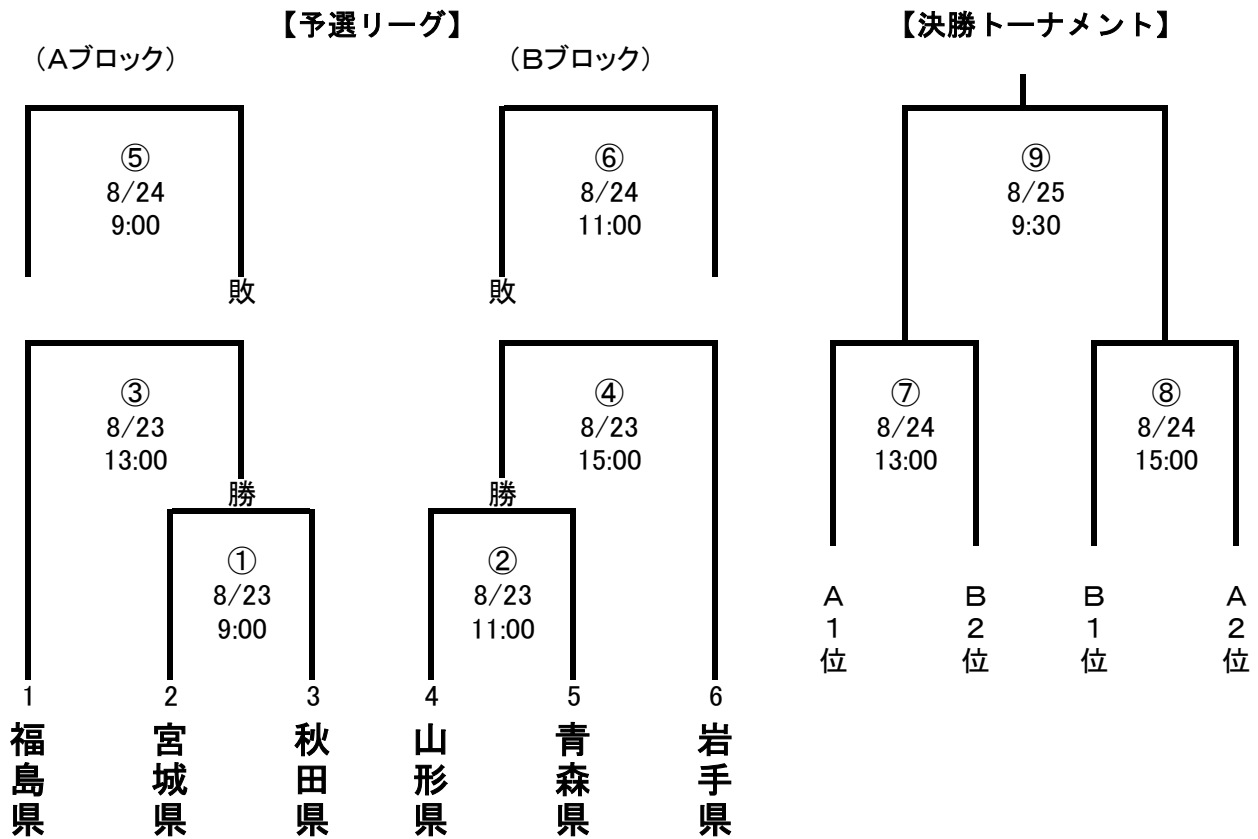 【予選リーグ】
(Aブロック)
(Bブロック)
⑤
8/24
9:00
敗
⑥
8/24
11:00
敗
③
8/23
13:00
勝
④
8/23
15:00
勝
①
8/23
9:00
②
8/23
11:00
1
福島県
2
宮城県
3
秋田県
4
山形県
5
青森県
6
岩手県
【決勝トーナメント】
⑨
8/25
9:30
⑦
8/24
13:00
⑧
8/24
15:00
A1位
B2位
B1位
A2位